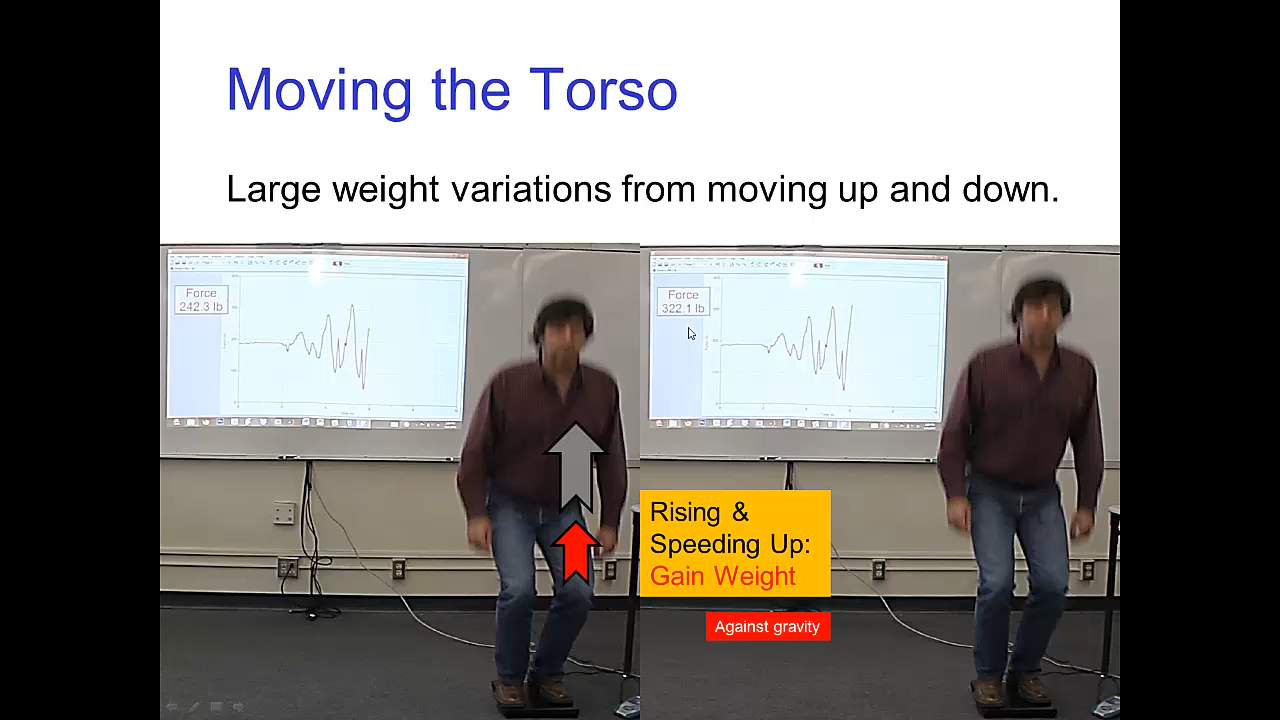 Moving the Torso
Large weight variations from moving up and down.
Force
242.3 lb
Force
322.1 lb
Rising &
Speeding Up:
Gain Weight
Against gravity